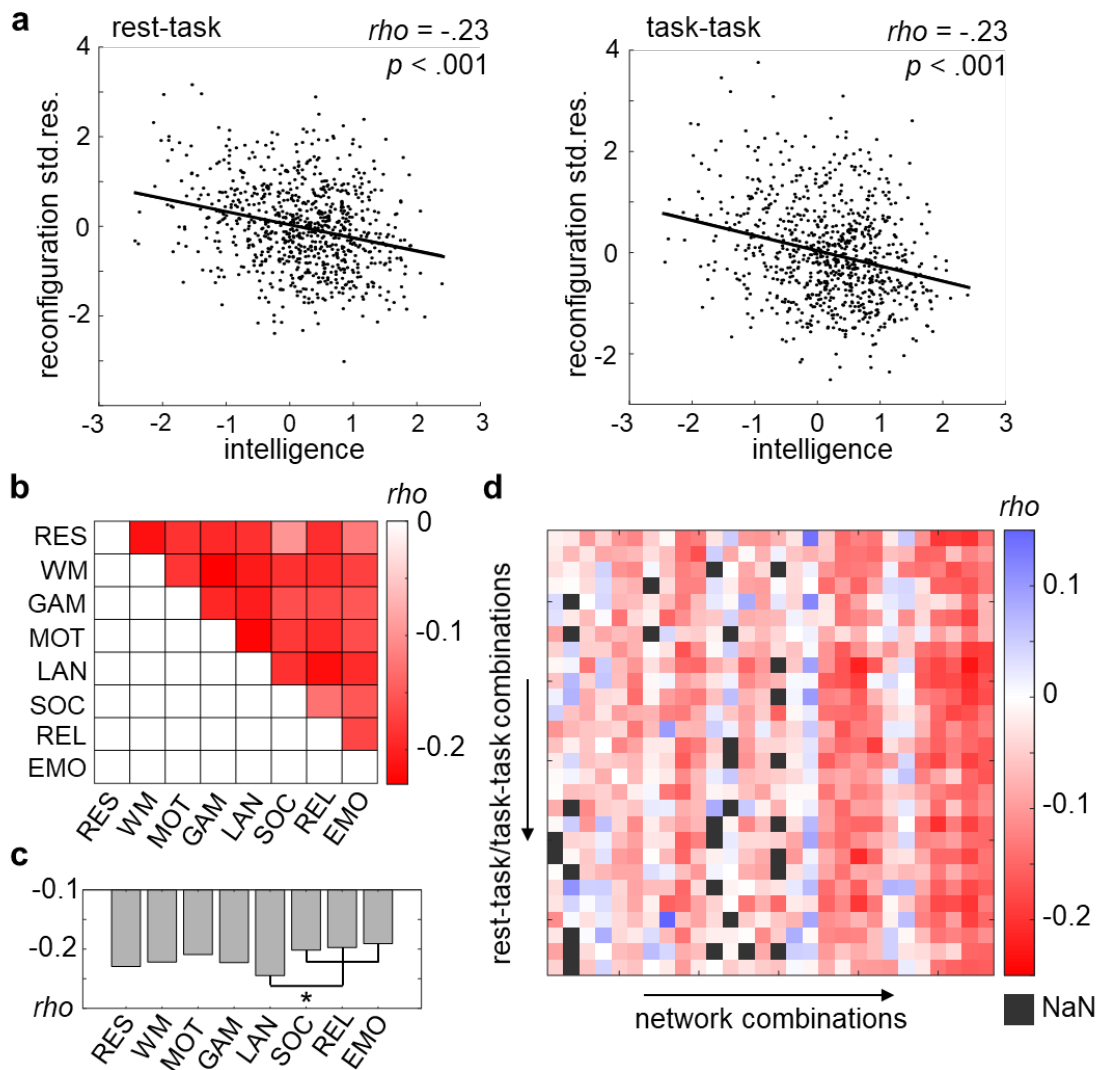 a
rest-task
rho = -.23
p < .001
4
2
0
-2
reconfiguration std.res.
-3 -2 -1 0 1 2 3
intelligence
task-task
rho = -.23
p < .001
4
2
0
-2
reconfiguration std.res.
-3 -2 -1 0 1 2 3
intelligence
b
rho
RES
WM
GAM
MOT
LAN
SOC
REL
EMO
RES WM MOT GAM LAN SOC REL EMO
0
-0.1
-0.2
c
-0.1
-0.2
rho
*
RES WM MOT GAM LAN SOC REL EMO
d
rho
rest-task/task-task combinations
network combinations
0.1
0
-0.1
-0.2
NaN